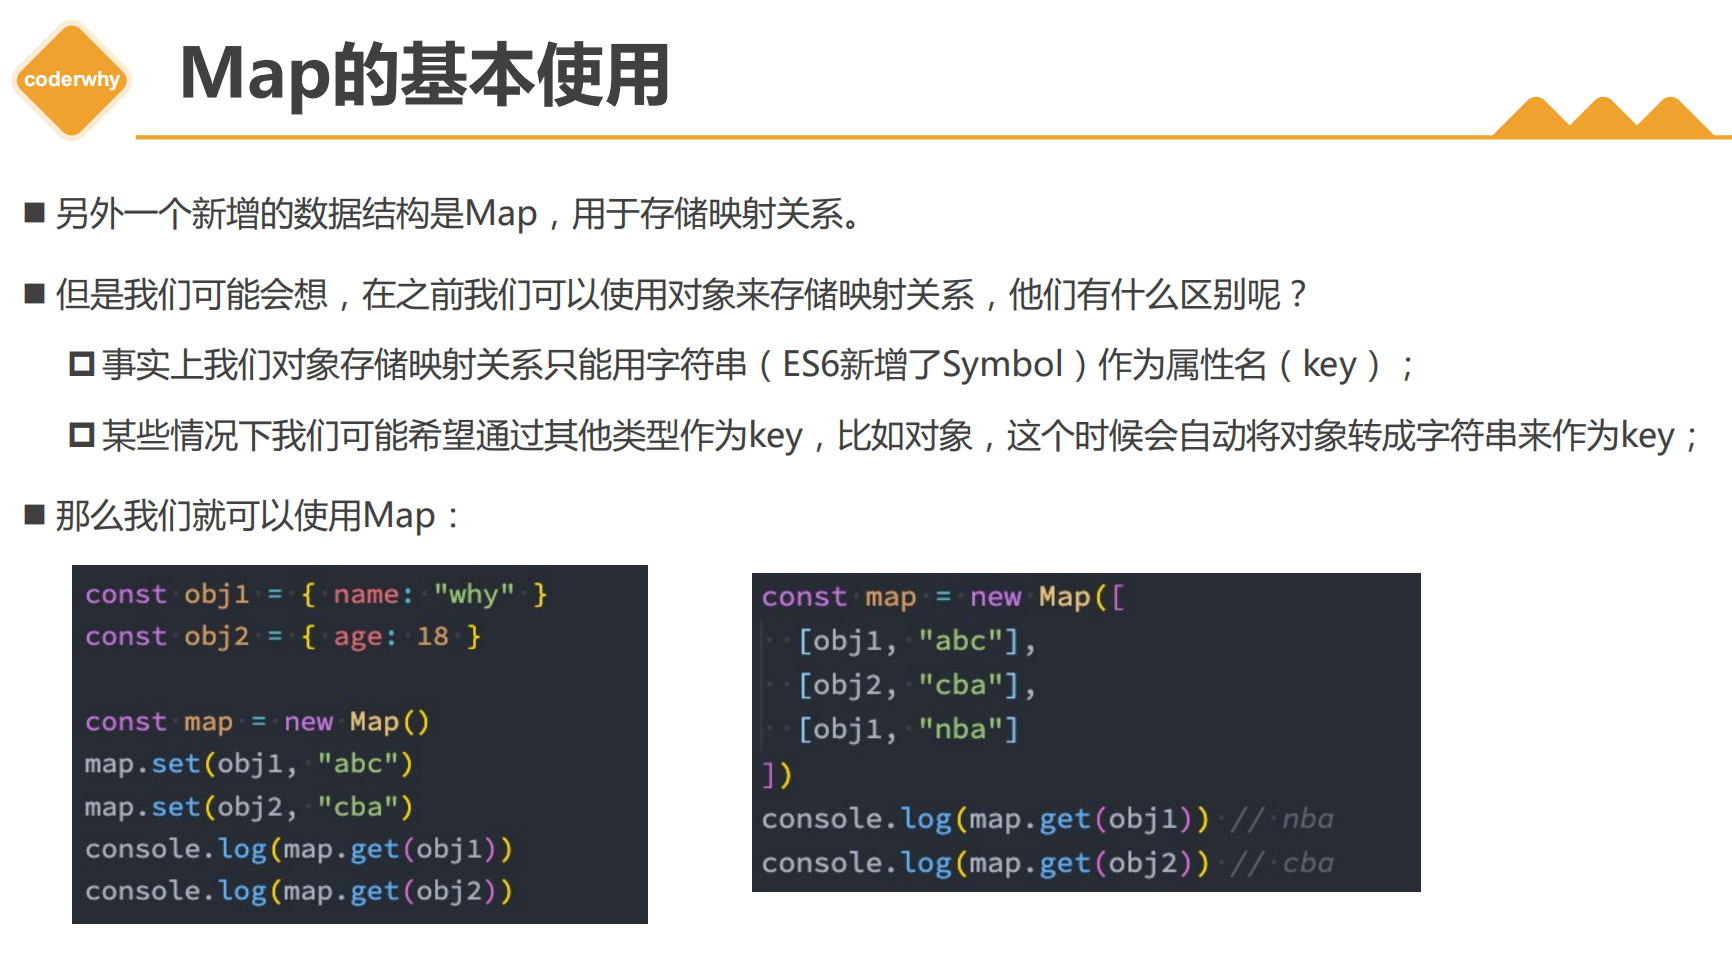 coderwhy
Map的基本使用
另外一个新增的数据结构是Map，用于存储映射关系。
但是我们可能会想，在之前我们可以使用对象来存储映射关系，他们有什么区别呢？
事实上我们对象存储映射关系只能用字符串（ES6新增了Symbol）作为属性名（key）；
某些情况下我们可能希望通过其他类型作为key，比如对象，这个时候会自动将对象转成字符串来作为key；
那么我们就可以使用Map：
const obj1 = { name: "why" }
const obj2 = { age: 18 }
const map = new Map()
map.set(obj1, "abc")
map.set(obj2, "cba")
console.log(map.get(obj1))
console.log(map.get(obj2))
const map = new Map([
[obj1, "abc"],
[obj2, "cba"],
[obj1, "nba"]
])
console.log(map.get(obj1)) // nba
console.log(map.get(obj2)) // cba